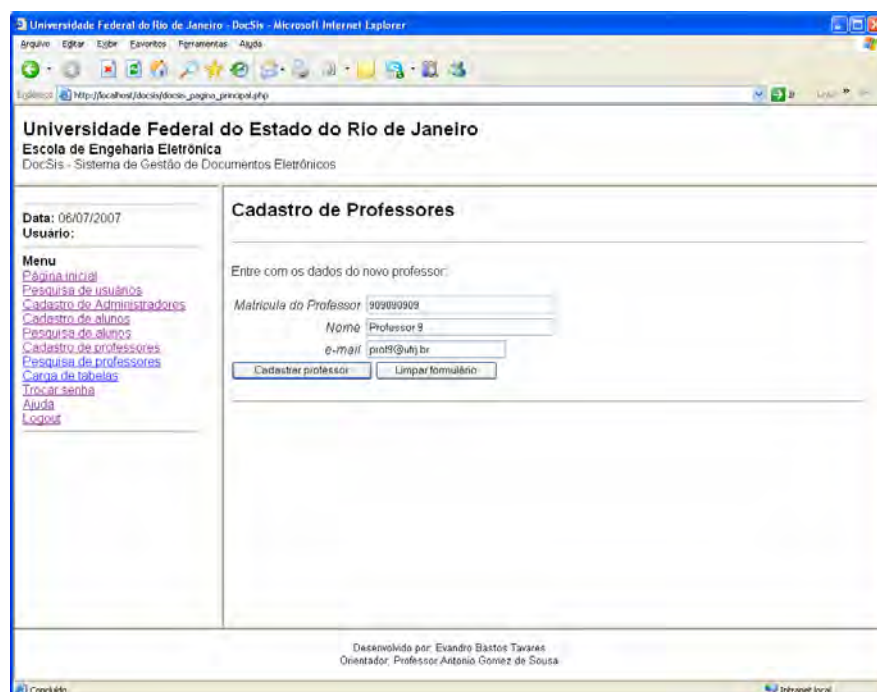 Universidade Federal do Rio de Janeiro - DocSis - Microsoft Internet Explorer
Arquivo Editar Exibir Favoritos Ferramentas Ajuda
Endereço http://localhost/docsis/docsis_pagina_principal.php
Universidade Federal do Estado do Rio de Janeiro
Escola de Engeharia Eletrônica
DocSis - Sistema de Gestão de Documentos Eletrônicos
Data: 06/07/2007
Usuário:
Menu
Página inicial
Pesquisa de usuários
Cadastro de Administradores
Cadastro de alunos
Pesquisa de alunos
Cadastro de professores
Pesquisa de professores
Carga de tabelas
Trocar senha
Ajuda
Logout
Cadastro de Professores
Entre com os dados do novo professor:
Matrícula do Professor 909090909
Nome Professor 9
e-mail prof9@ufrj.br
Cadastrar professor Limpar formulário
Desenvolvido por: Evandro Bastos Tavares
Orientador: Professor Antonio Gomez de Sousa
Concluído Intranet local